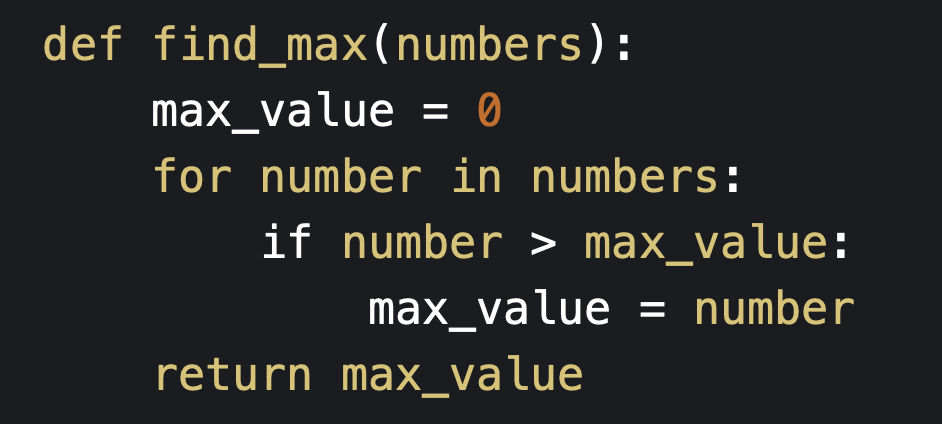 def find_max(numbers):
    max_value = 0
    for number in numbers:
        if number > max_value:
            max_value = number
    return max_value